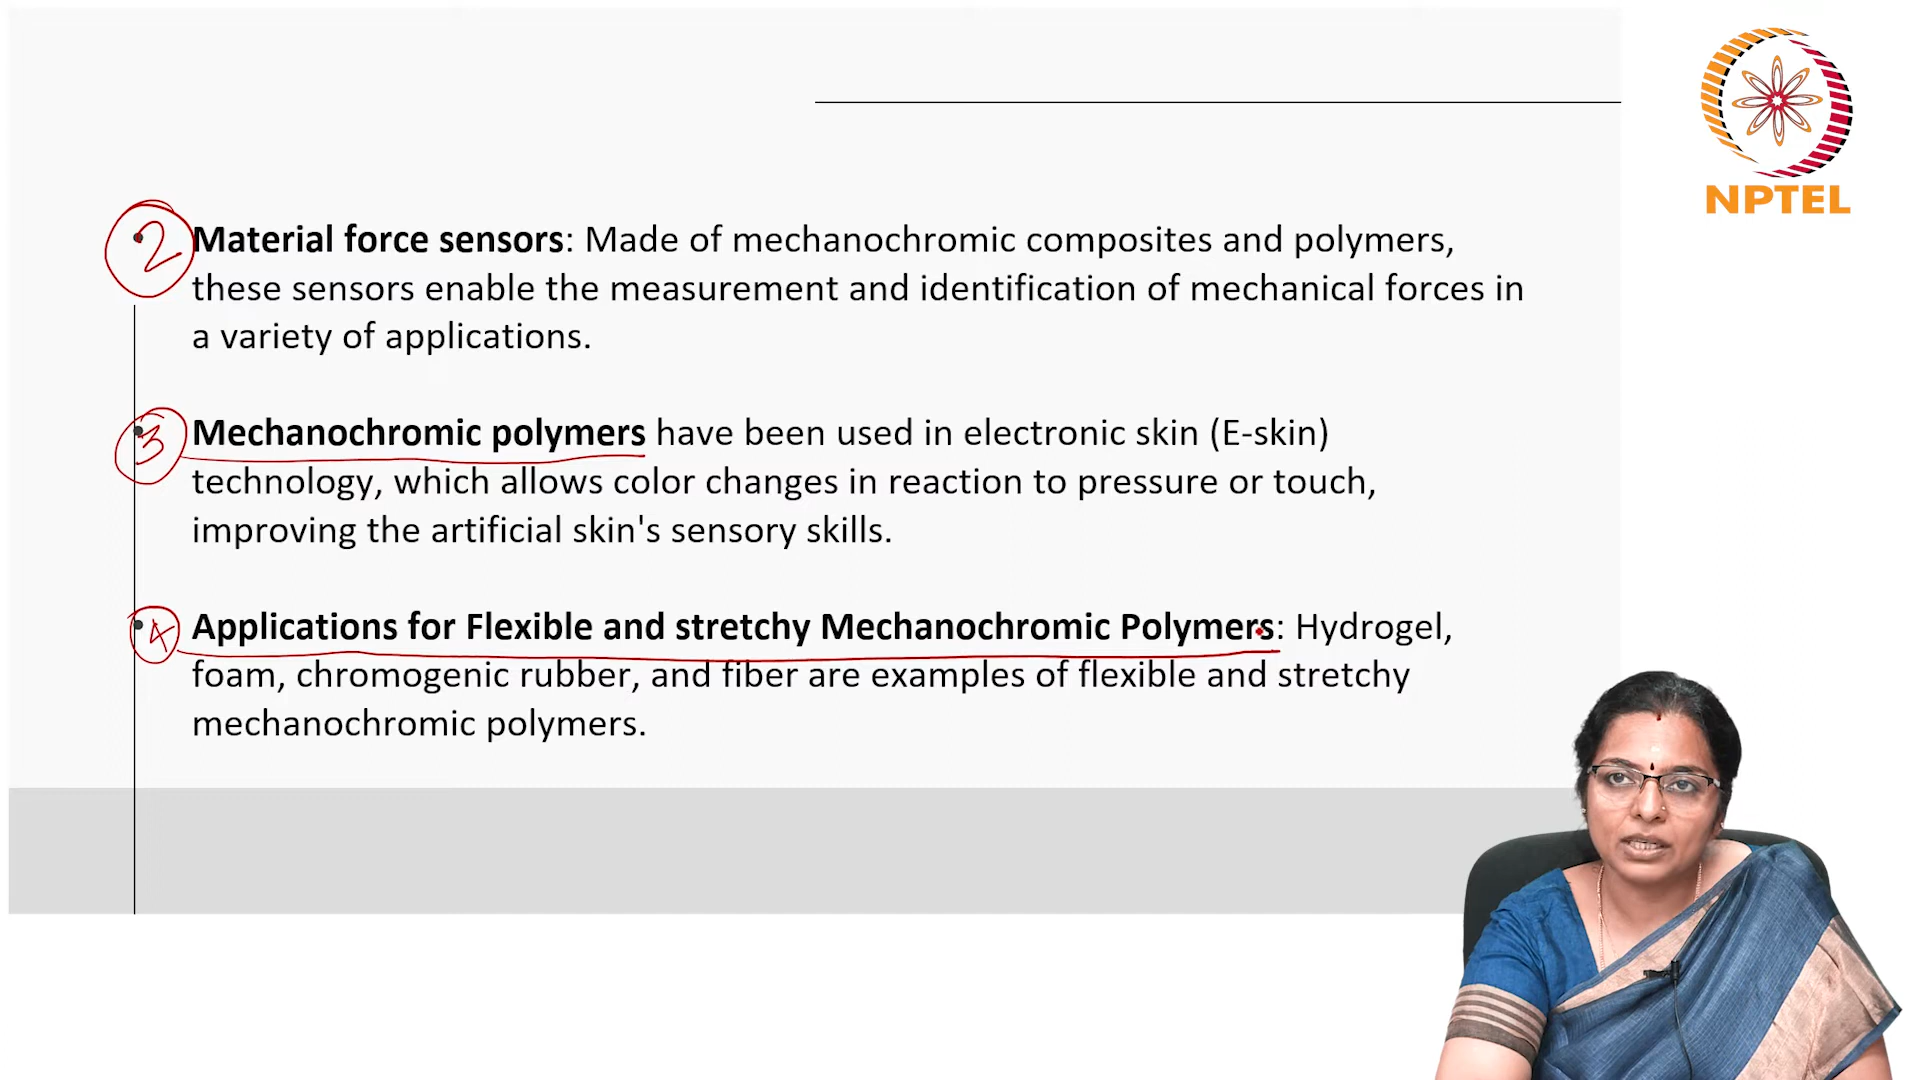 NPTEL
2 Material force sensors: Made of mechanochromic composites and polymers,
these sensors enable the measurement and identification of mechanical forces in
a variety of applications.
3 Mechanochromic polymers have been used in electronic skin (E-skin)
technology, which allows color changes in reaction to pressure or touch,
improving the artificial skin's sensory skills.
4 Applications for Flexible and stretchy Mechanochromic Polymers: Hydrogel,
foam, chromogenic rubber, and fiber are examples of flexible and stretchy
mechanochromic polymers.